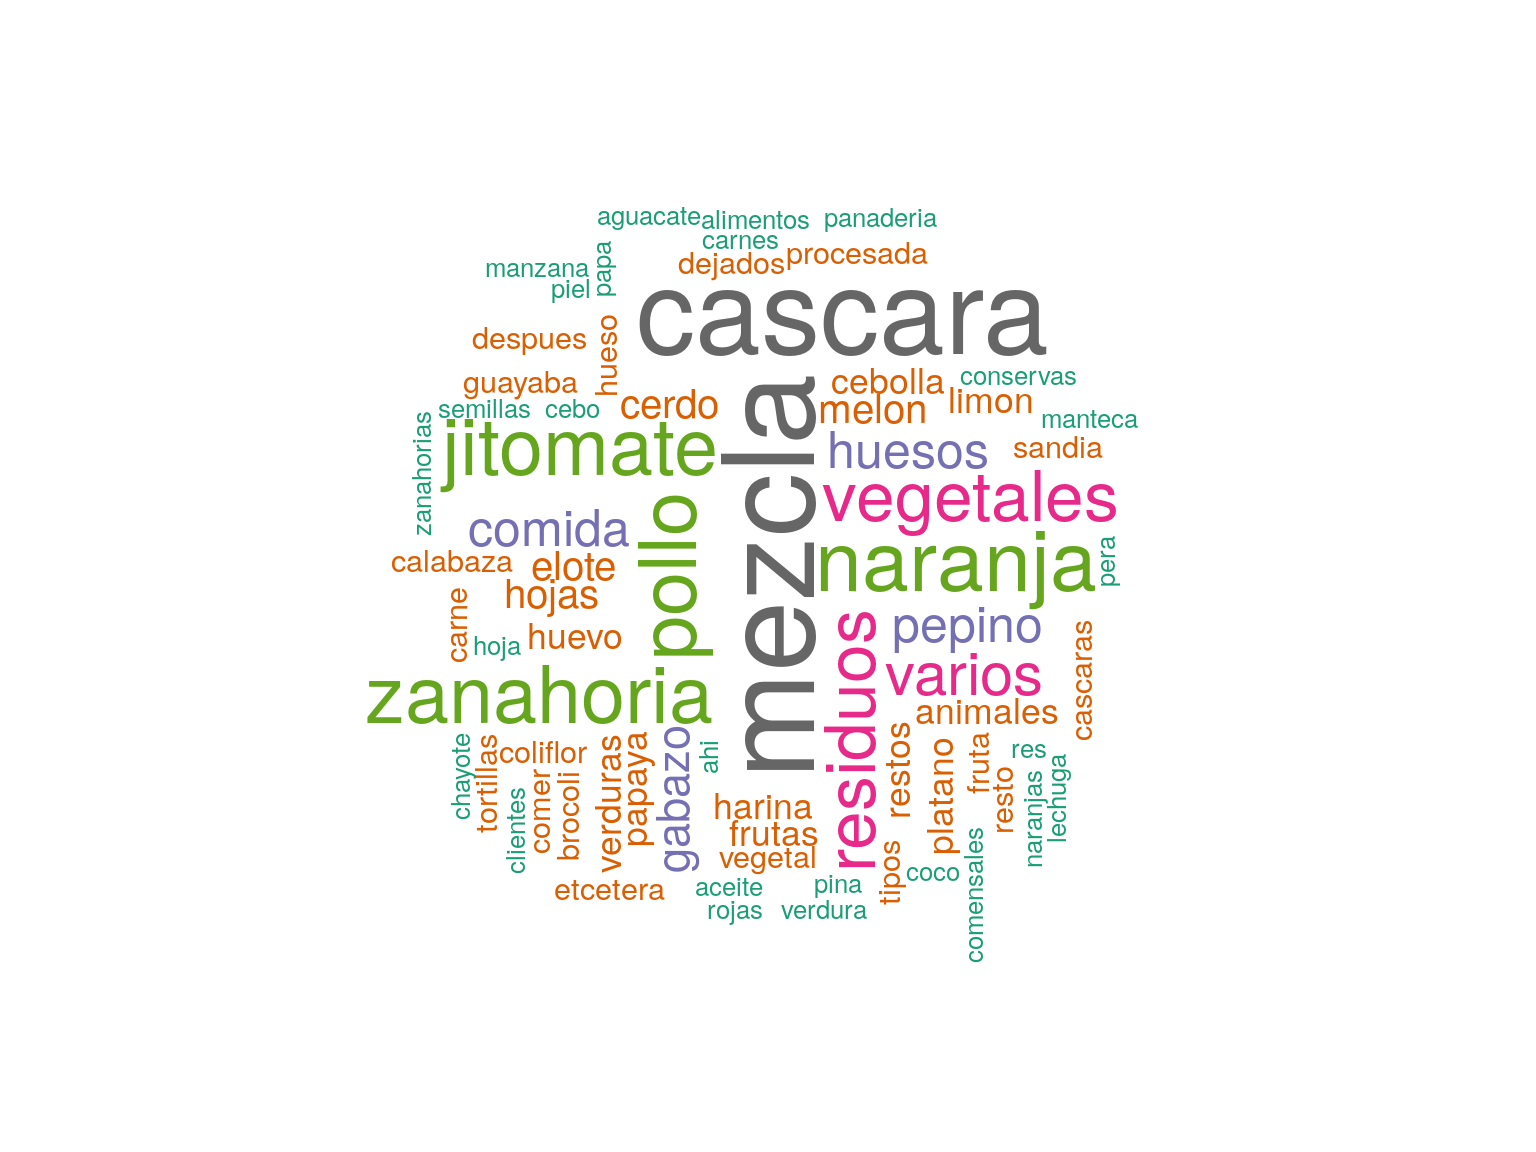 aguacate
alimentos
panaderia
carnes
procesada
dejados
manzana
papa
piel
cascara
despues
hueso
guayaba
cebolla
conservas
semillas
cebo
cerdo
melon
limon
manteca
zanahorias
jitomate
mezcla
huesos
sandia
vegetales
comida
pollo
naranja
pera
calabaza
elote
hojas
carne
hoja
huevo
residuos
pepino
varios
cascaras
zanahoria
animales
chayote
tortillas
coliflor
clientes
comer
brocoli
verduras
papaya
gabazo
ahi
harina
frutas
vegetal
restos
platano
fruta
res
resto
naranjas
lechuga
etcetera
aceite
pina
tipos
coco
comensales
rojas
verdura